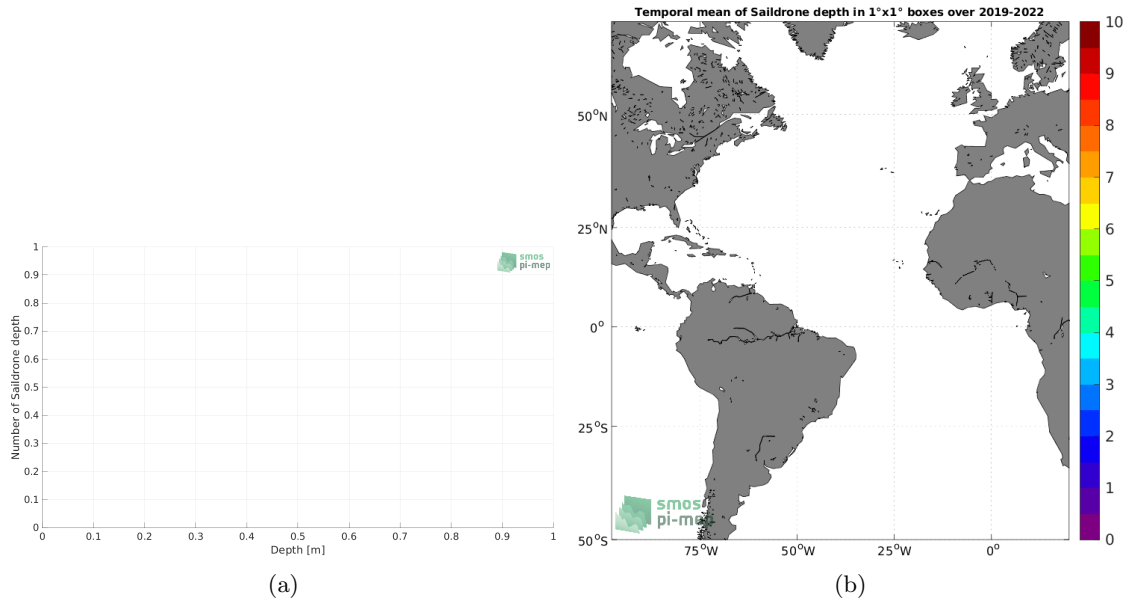 Temporal mean of Saildrone depth in 1°x1° boxes over 2019-2022
1
0.9
0.8
0.7
0.6
0.5
0.4
0.3
0.2
0.1
0
Number of Saildrone depth
0 0.1 0.2 0.3 0.4 0.5 0.6 0.7 0.8 0.9 1
Depth [m]
smos
pi-mep
(a)
50°N
25°N
0°
25°S
50°S
75°W 50°W 25°W 0°
smos
pi-mep
10
9
8
7
6
5
4
3
2
1
0
(b)